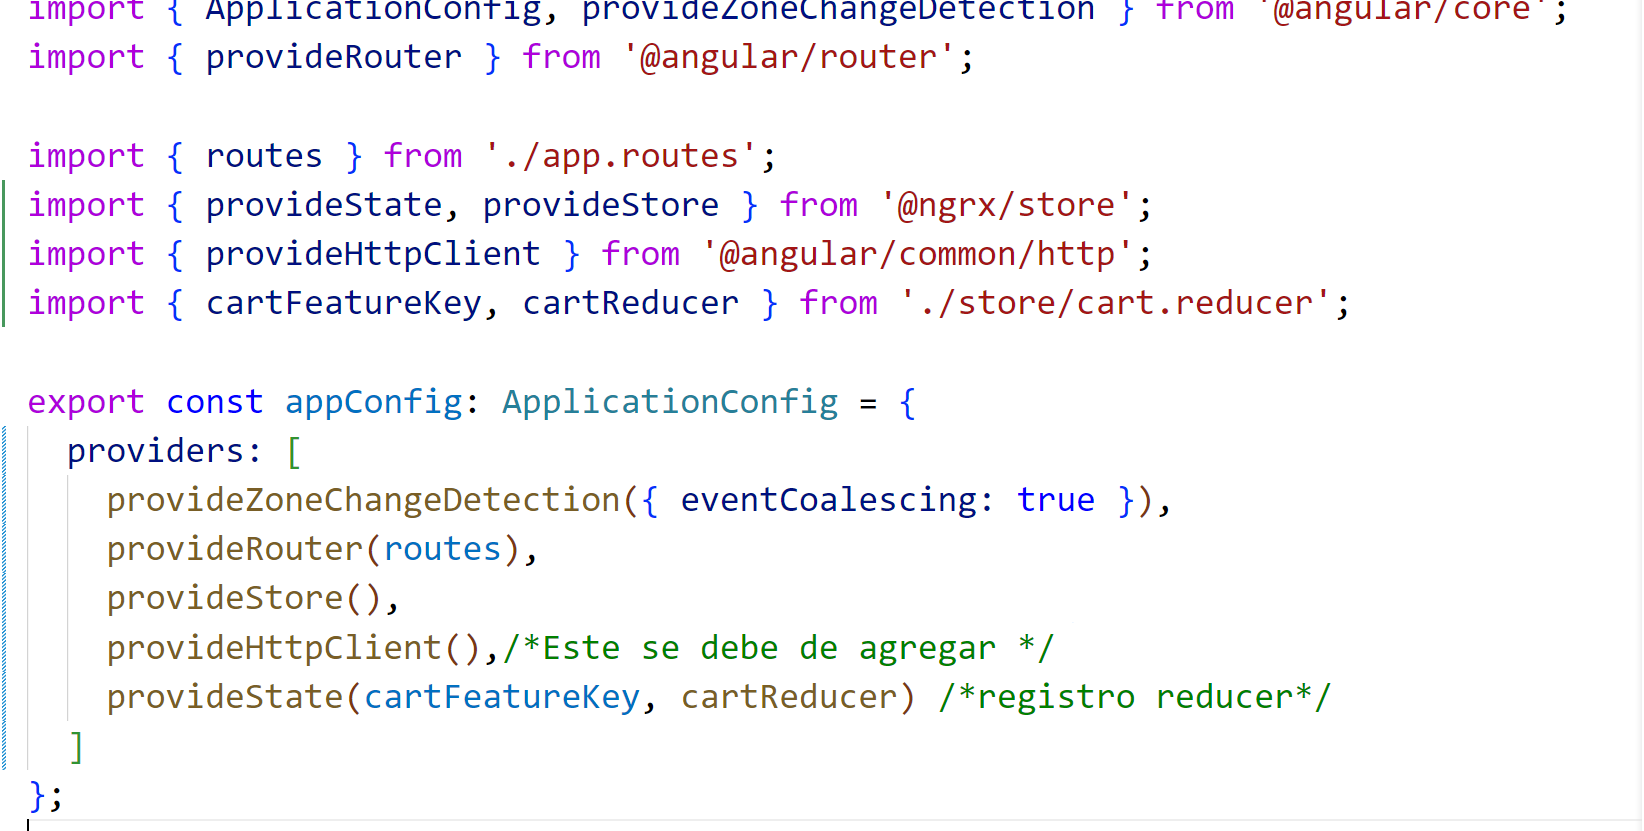 import { ApplicationConfig, provideZoneChangeDetection } from '@angular/core';
import { provideRouter } from '@angular/router';

import { routes } from './app.routes';
import { provideState, provideStore } from '@ngrx/store';
import { provideHttpClient } from '@angular/common/http';
import { cartFeatureKey, cartReducer } from './store/cart.reducer';

export const appConfig: ApplicationConfig = {
  providers: [
    provideZoneChangeDetection({ eventCoalescing: true }),
    provideRouter(routes),
    provideStore(),
    provideHttpClient(),/*Este se debe de agregar */
    provideState(cartFeatureKey, cartReducer) /*registro reducer*/
  ]
};